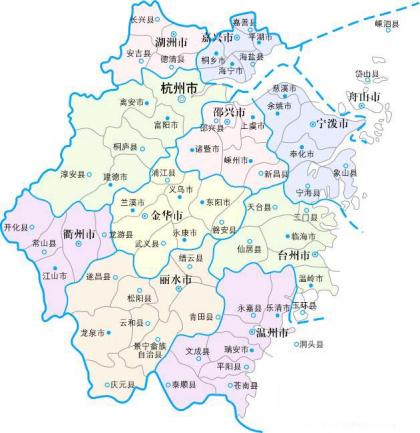 长兴县
嘉善县
嵊泗县
嘉兴市
平湖市
湖洲市
安吉县
德清县
桐乡市
海盐县
海宁市
岱山县
杭州市
慈溪市
离安市
余姚市
舟山市
邵兴市
富阳市
邵兴县
上虞市
宁泼市
桐庐县
诸暨市
奉化市
嵊州市
淳安县
建德市
浦江县
新昌县
象山县
义乌市
宁海县
兰溪市
东阳市
天台县
三门县
开化县
金华市
衢州市
龙游县
永康市
磐安县
临海市
常山县
武义县
仙居县
台州市
缙云县
江山市
遂昌县
丽水市
温岭市
松阳县
永嘉县
乐清市
玉环县
龙泉市
云和县
青田县
温州市
洞头县
景宁畲族
自治县
文成县
瑞安市
平阳县
庆元县
泰顺县
苍南县